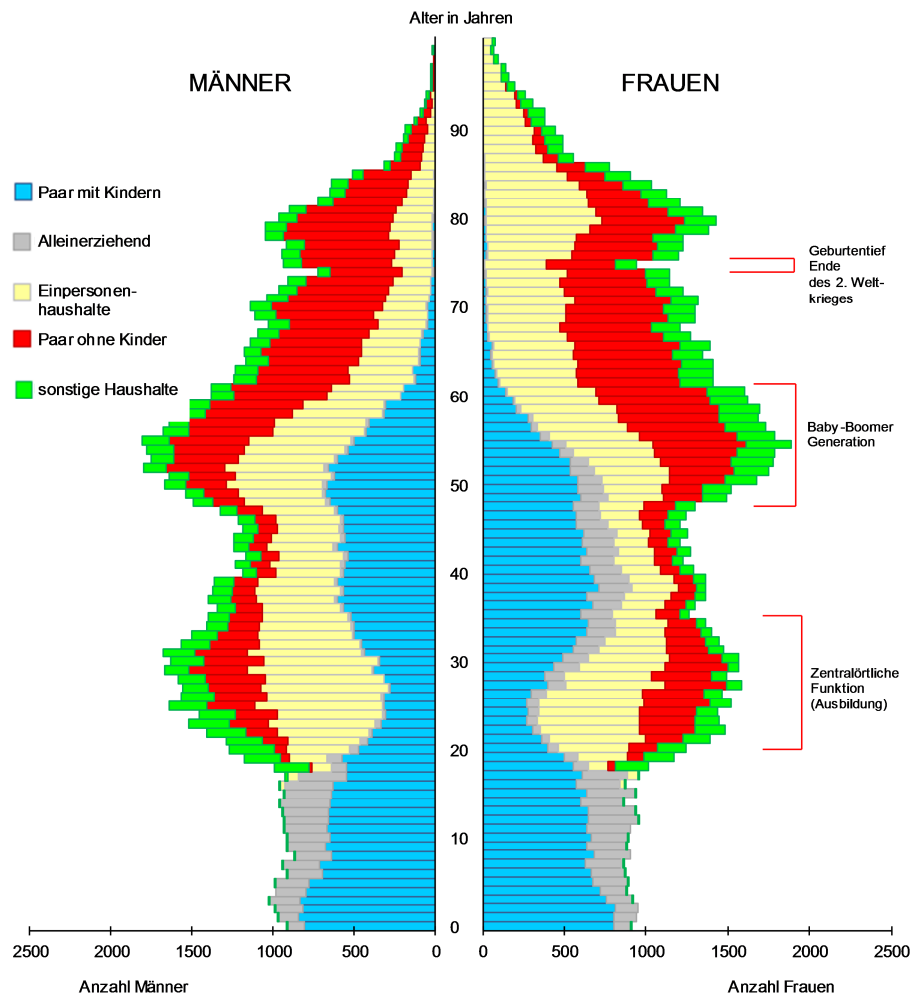 Alter in Jahren
MÄNNER
FRAUEN
Paar mit Kindern
Alleinerziehend
Einpersonen-
haushalte
Paar ohne Kinder
sonstige Haushalte
90
80
70
60
50
40
30
20
10
0
Geburtentief
Ende
des 2. Welt-
krieges
Baby-Boomer
Generation
Zentralörtliche
Funktion
(Ausbildung)
2500 2000 1500 1000 500 0
0 500 1000 1500 2000 2500
Anzahl Männer
Anzahl Frauen